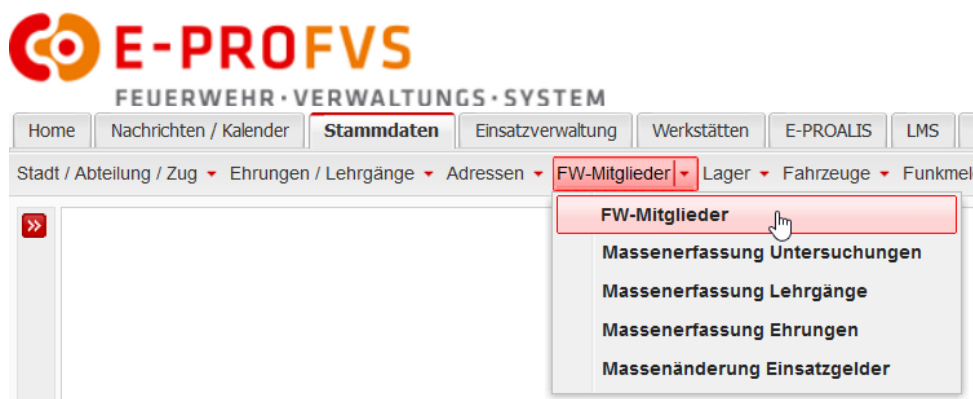 E-PROFVS
FEUERWEHR·VERWALTUNGS·SYSTEM
Home Nachrichten / Kalender Stammdaten Einsatzverwaltung Werkstätten E-PROALIS LMS
Stadt / Abteilung / Zug Ehrungen / Lehrgänge Adressen FW-Mitglieder Lager Fahrzeuge Funkmel
FW-Mitglieder
Massenerfassung Untersuchungen
Massenerfassung Lehrgänge
Massenerfassung Ehrungen
Massenänderung Einsatzgelder